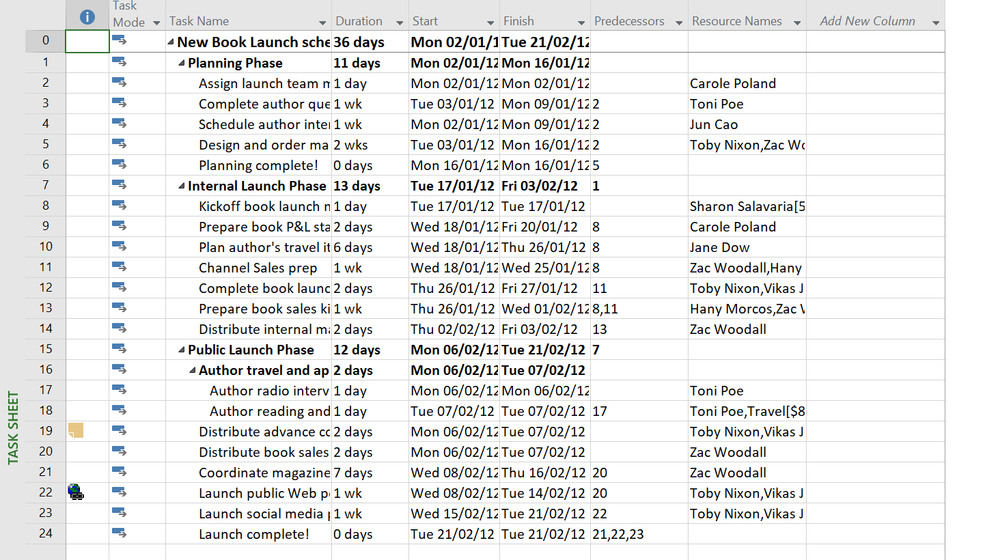 Task Mode Task Name Duration Start Finish Predecessors Resource Names Add New Column
0 New Book Launch sche 36 days Mon 02/01/1 Tue 21/02/12
1 Planning Phase 11 days Mon 02/01/12 Mon 16/01/12
2 Assign launch team m 1 day Mon 02/01/12 Mon 02/01/12 Carole Poland
3 Complete author que 1 wk Tue 03/01/12 Mon 09/01/12 2 Toni Poe
4 Schedule author inter 1 wk Mon 02/01/12 Mon 09/01/12 2 Jun Cao
5 Design and order ma 2 wks Tue 03/01/12 Mon 16/01/12 2 Toby Nixon,Zac Wo
6 Planning complete! 0 days Mon 16/01/12 Mon 16/01/12 5
7 Internal Launch Phase 13 days Tue 17/01/12 Fri 03/02/12 1
8 Kickoff book launch m 1 day Tue 17/01/12 Tue 17/01/12 Sharon Salavaria[5
9 Prepare book P&L sta 2 days Wed 18/01/12 Fri 20/01/12 8 Carole Poland
10 Plan author's travel it 6 days Wed 18/01/12 Thu 26/01/12 8 Jane Dow
11 Channel Sales prep 1 wk Wed 18/01/12 Wed 25/01/12 8 Zac Woodall,Hany
12 Complete book launc 2 days Thu 26/01/12 Fri 27/01/12 11 Toby Nixon,Vikas J
13 Prepare book sales ki 1 wk Thu 26/01/12 Wed 01/02/12 8,11 Hany Morcos,Zac W
14 Distribute internal ma 2 days Thu 02/02/12 Fri 03/02/12 13 Zac Woodall
15 Public Launch Phase 12 days Mon 06/02/12 Tue 21/02/12 7
16 Author travel and ap 2 days Mon 06/02/12 Tue 07/02/12
17 Author radio interv 1 day Mon 06/02/12 Mon 06/02/12 Toni Poe
18 Author reading and 1 day Tue 07/02/12 Tue 07/02/12 17 Toni Poe,Travel[$8
19 Distribute advance co 2 days Mon 06/02/12 Tue 07/02/12 Toby Nixon,Vikas J
20 Distribute book sales 2 days Mon 06/02/12 Tue 07/02/12 Zac Woodall
21 Coordinate magazine 7 days Wed 08/02/12 Thu 16/02/12 20 Zac Woodall
22 Launch public Web p 1 wk Wed 08/02/12 Tue 14/02/12 20 Toby Nixon,Vikas J
23 Launch social media p 1 wk Wed 15/02/12 Tue 21/02/12 22 Toby Nixon,Vikas J
24 Launch complete! 0 days Tue 21/02/12 Tue 21/02/12 21,22,23
TASK SHEET